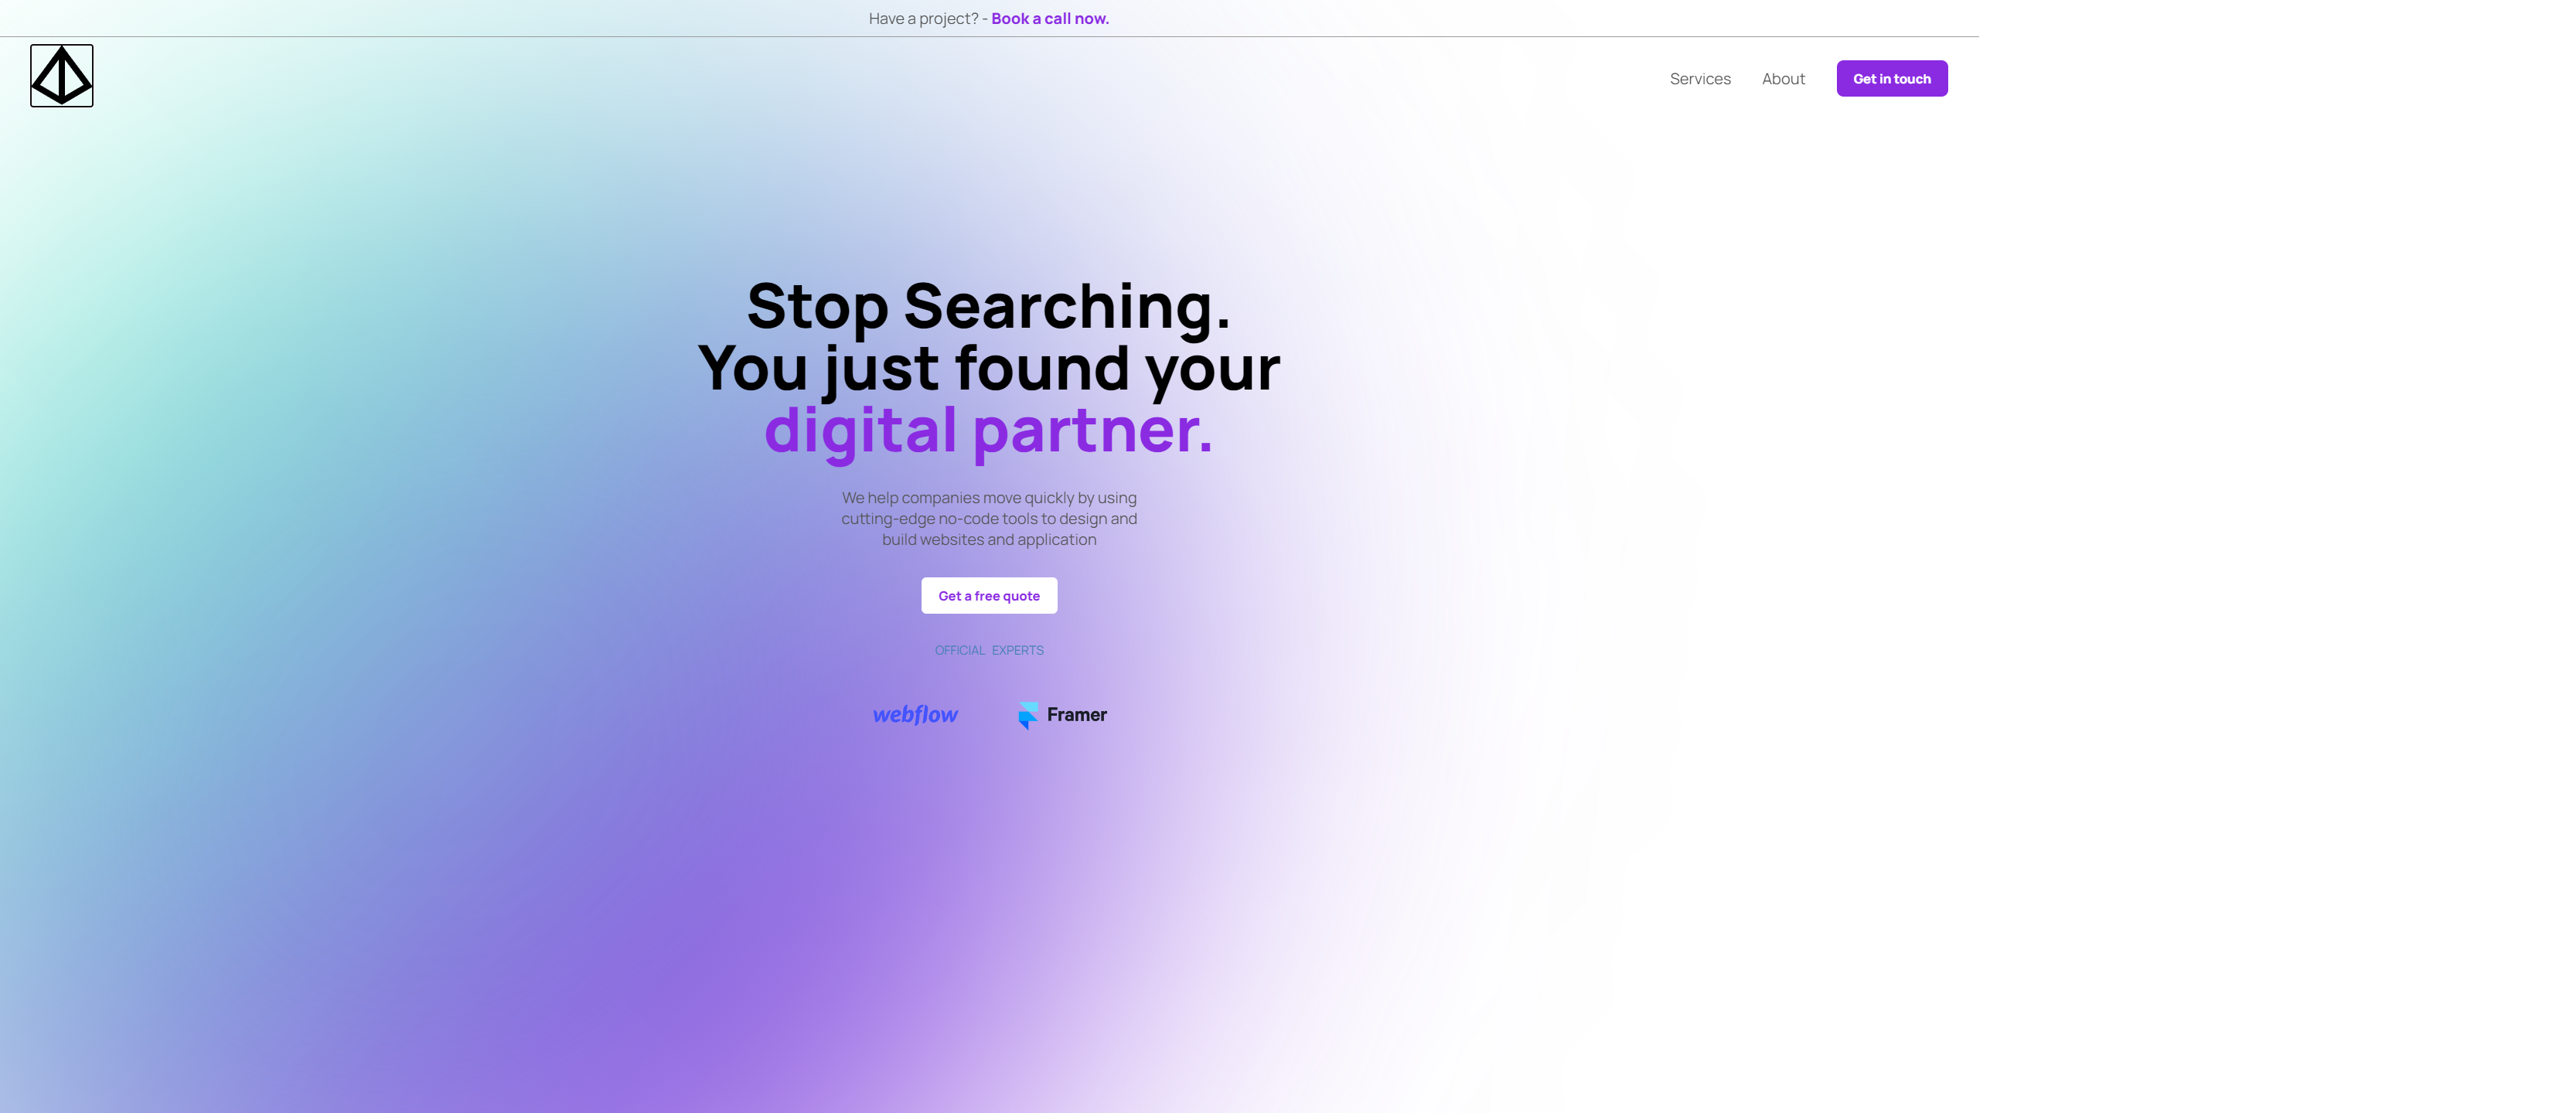 Have a project? - Book a call now.
Services About Get in touch
Stop Searching.
You just found your
digital partner.
We help companies move quickly by using
cutting-edge no-code tools to design and
build websites and application
Get a free quote
OFFICIAL EXPERTS
webflow Framer